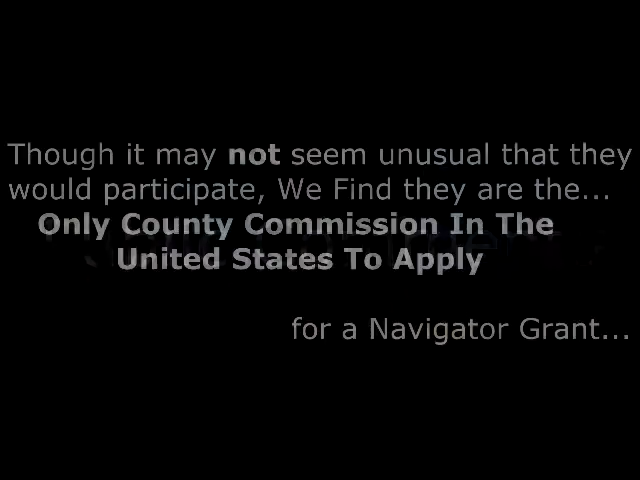 Though it may not seem unusual that they
would participate, We Find they are the...
Only County Commission In The
United States To Apply
for a Navigator Grant...